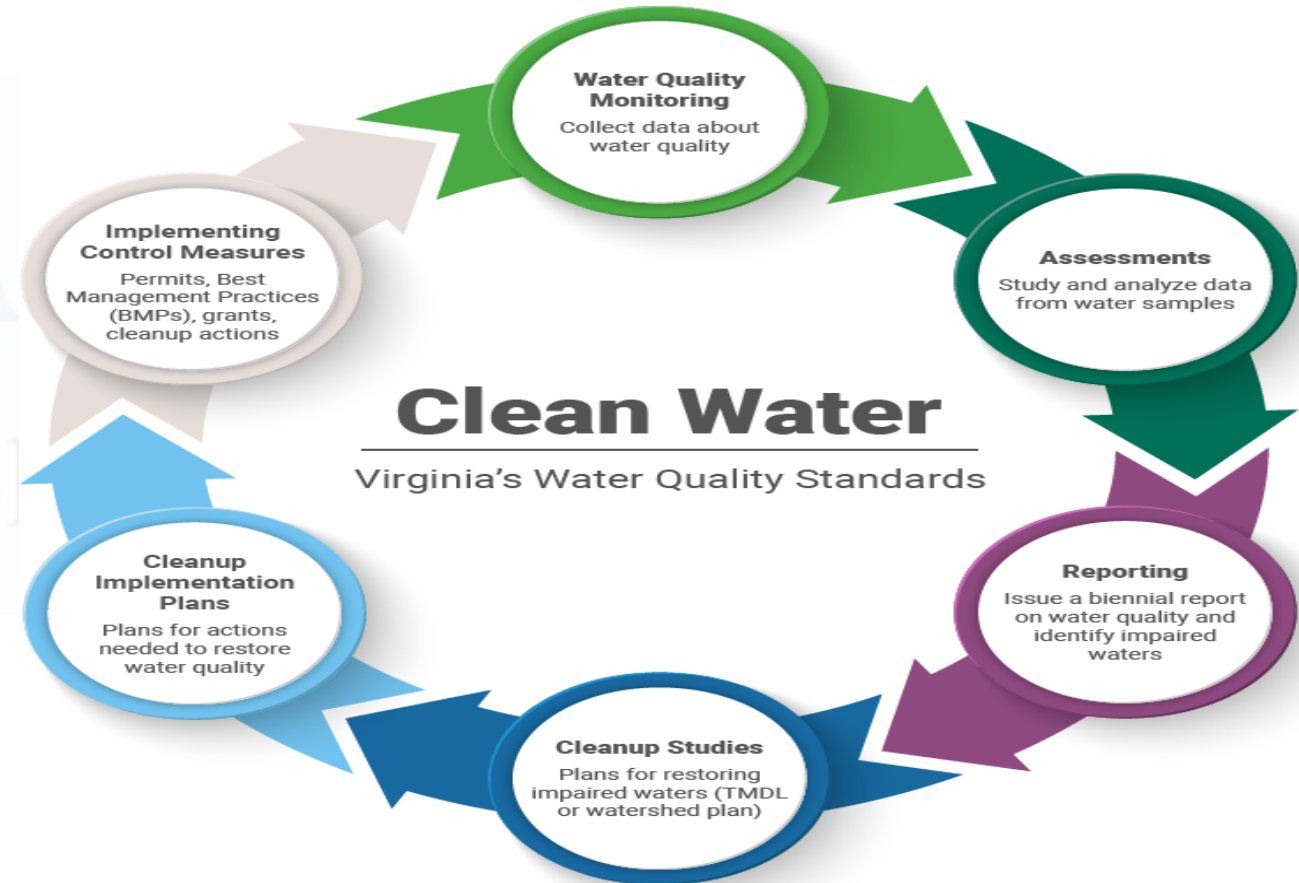 Water Quality
Monitoring
Collect data about
water quality
Assessments
Study and analyze data
from water samples
Reporting
Issue a biennial report
on water quality and
identify impaired
waters
Cleanup Studies
Plans for restoring
impaired waters (TMDL
or watershed plan)
Cleanup
Implementation
Plans
Plans for actions
needed to restore
water quality
Implementing
Control Measures
Permits, Best
Management Practices
(BMPs), grants,
cleanup actions
Clean Water
Virginia’s Water Quality Standards